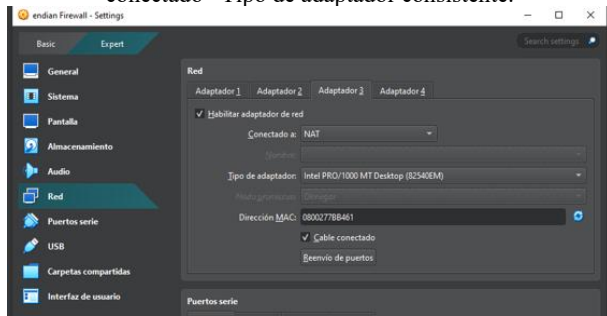 conectado - Tipo de adaptador consistente.
endian Firewall - Settings
Basic Expert Search settings
General
Sistema
Pantalla
Almacenamiento
Audio
Red
Puertos serie
USB
Carpetas compartidas
Interfaz de usuario
Red
Adaptador 1 Adaptador 2 Adaptador 3 Adaptador 4
Habilitar adaptador de red
Conectado a: NAT
Nombre:
Tipo de adaptador: Intel PRO/1000 MT Desktop (82540EM)
Dirección MAC: 0800277BB461
Cable conectado
Reenvío de puertos
Puertos serie